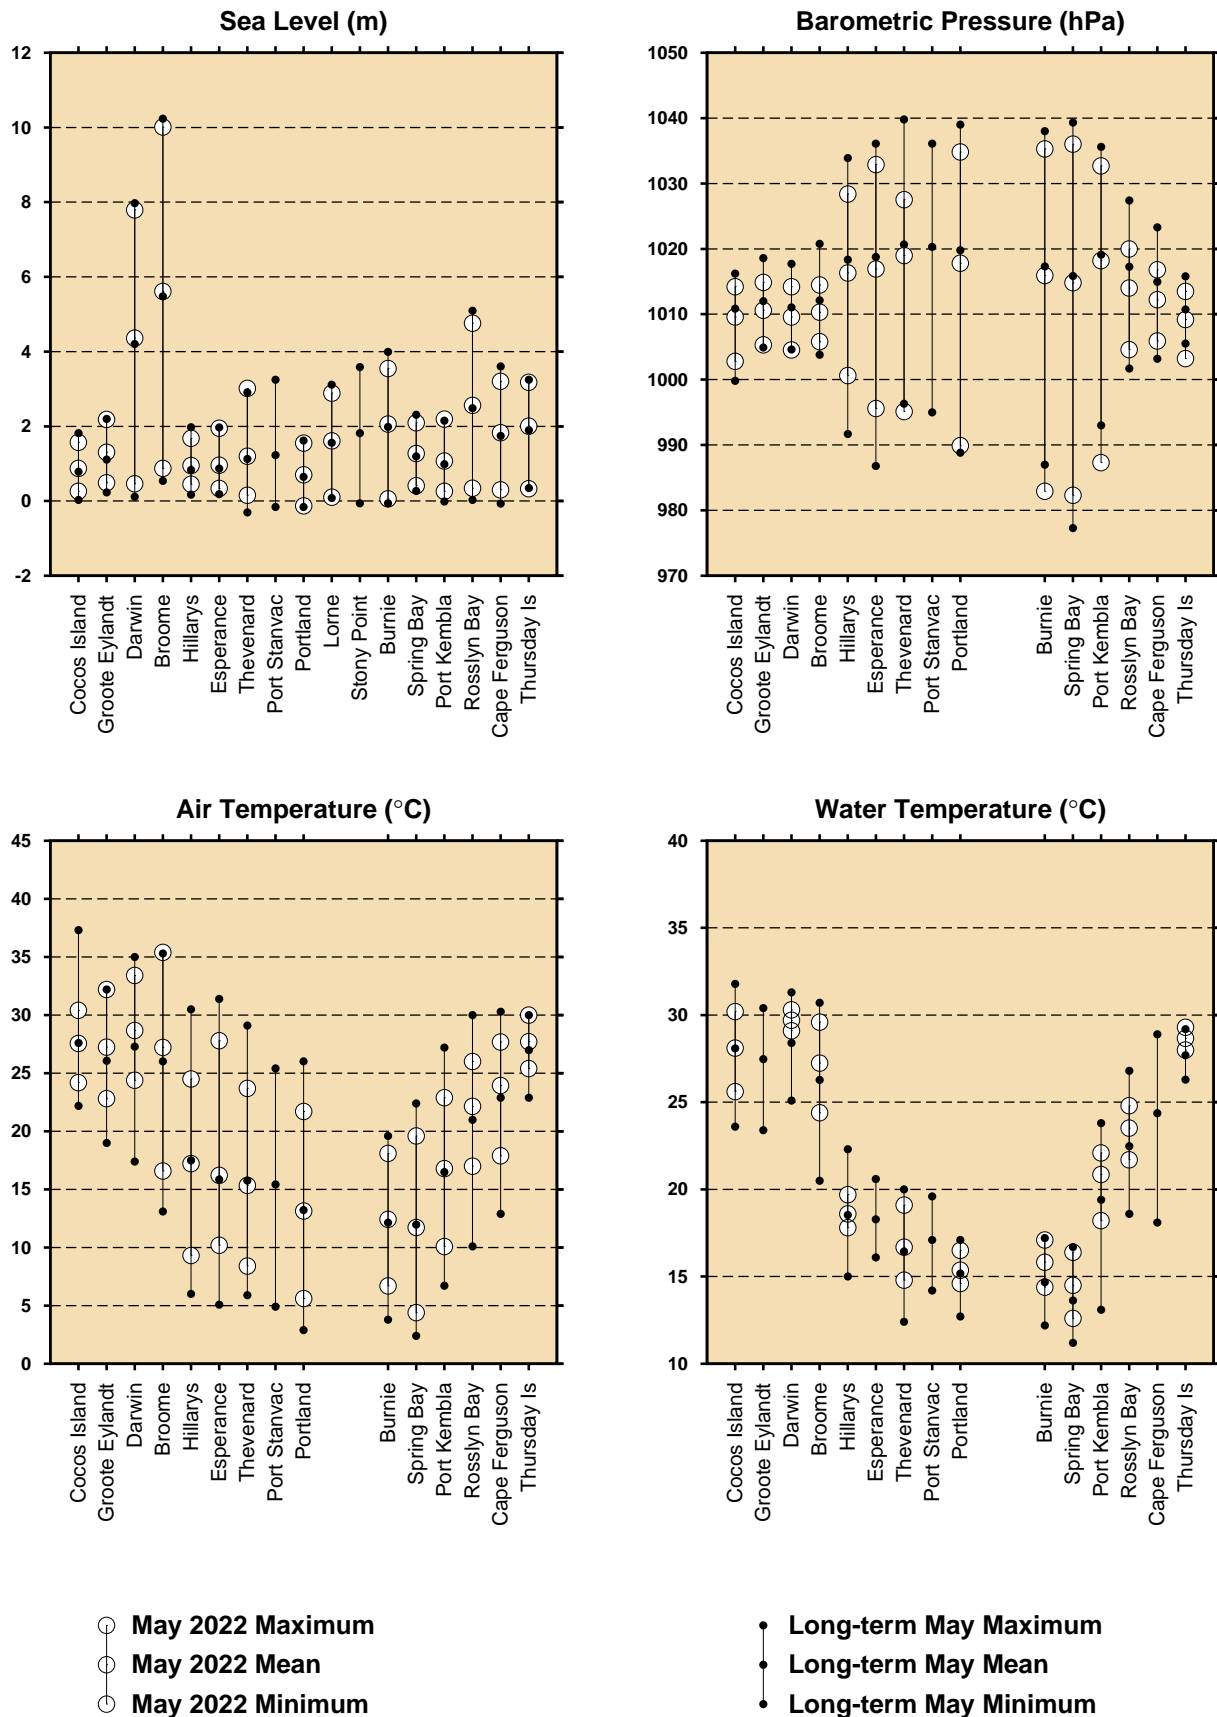 Sea Level (m)
12
10
8
6
4
2
0
-2
Cocos Island
Groote Eylandt
Darwin
Broome
Hillarys
Esperance
Thevenard
Port Stanvac
Portland
Lorne
Stony Point
Burnie
Spring Bay
Port Kembla
Rosslyn Bay
Cape Ferguson
Thursday Is
Barometric Pressure (hPa)
1050
1040
1030
1020
1010
1000
990
980
970
Cocos Island
Groote Eylandt
Darwin
Broome
Hillarys
Esperance
Thevenard
Port Stanvac
Portland
Burnie
Spring Bay
Port Kembla
Rosslyn Bay
Cape Ferguson
Thursday Is
Air Temperature (°C)
45
40
35
30
25
20
15
10
5
0
Cocos Island
Groote Eylandt
Darwin
Broome
Hillarys
Esperance
Thevenard
Port Stanvac
Portland
Burnie
Spring Bay
Port Kembla
Rosslyn Bay
Cape Ferguson
Thursday Is
Water Temperature (°C)
40
35
30
25
20
15
10
Cocos Island
Groote Eylandt
Darwin
Broome
Hillarys
Esperance
Thevenard
Port Stanvac
Portland
Burnie
Spring Bay
Port Kembla
Rosslyn Bay
Cape Ferguson
Thursday Is
May 2022 Maximum
May 2022 Mean
May 2022 Minimum
Long-term May Maximum
Long-term May Mean
Long-term May Minimum